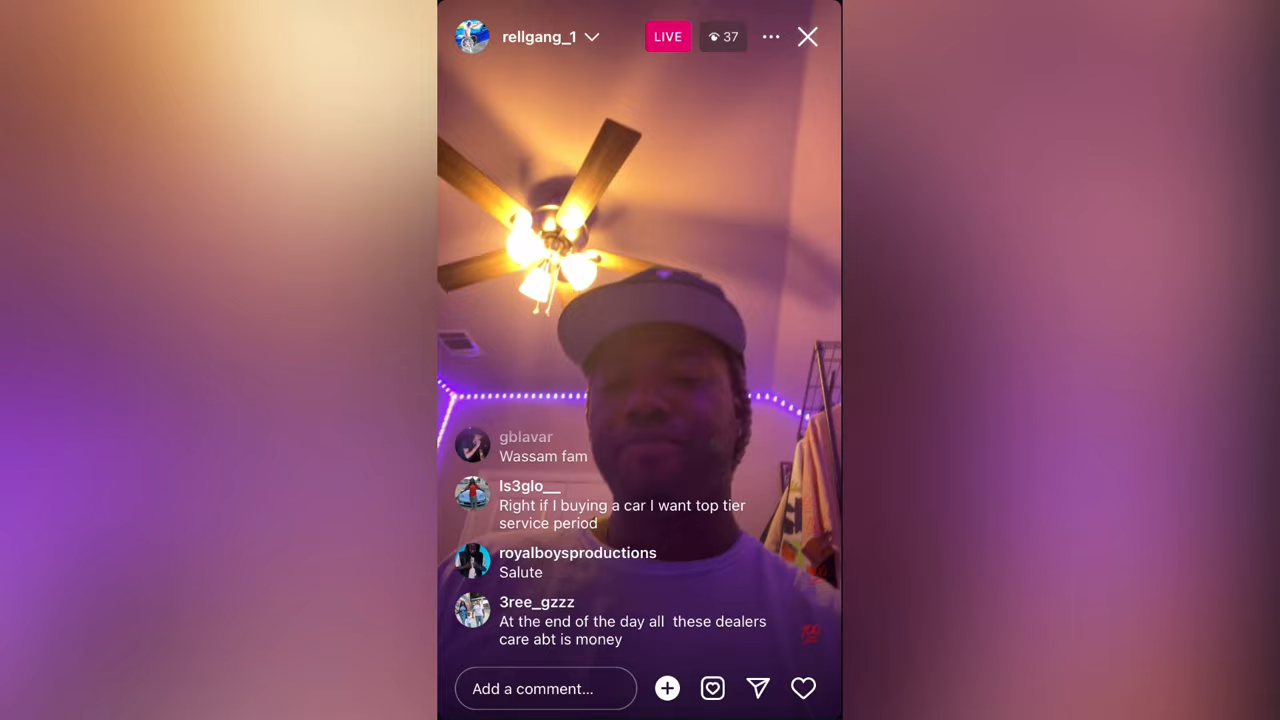 rellgang_1
LIVE
37
gblavar
Wassam fam
ls3glo__
Right if I buying a car I want top tier
service period
royalboysproductions
Salute
3ree_gzzz
At the end of the day all  these dealers
care abt is money
100
Add a comment...